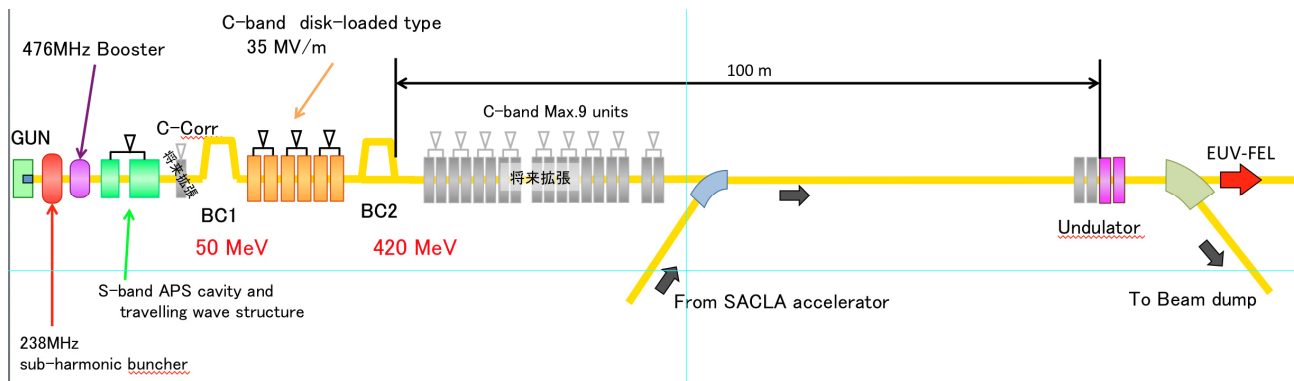 C-band disk-loaded type
35 MV/m
476MHz Booster
100 m
C-band Max.9 units
C-Corr
GUN
将来拡張
将来拡張
EUV-FEL
BC1
BC2
Undulator
50 MeV
420 MeV
S-band APS cavity and
travelling wave structure
From SACLA accelerator
To Beam dump
238MHz
sub-harmonic buncher